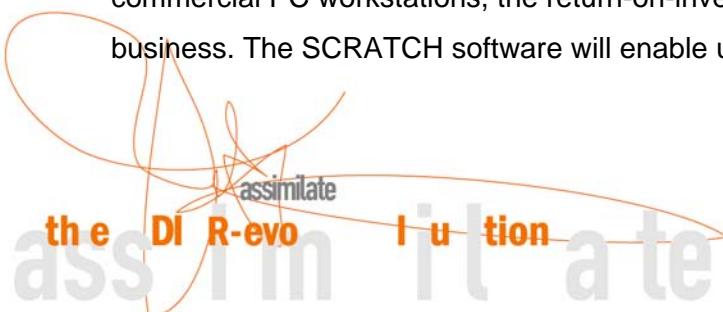 commercial PC workstations, the return-on-inve
business. The SCRATCH software will enable u
assimilate
the DI R-evo l u tion
ass i m i l a te